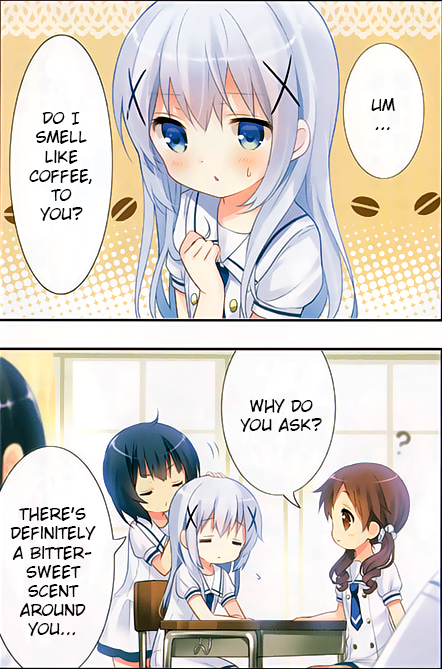 UM
...
DO I
SMELL
LIKE
COFFEE,
TO
YOU?
WHY DO
YOU ASK?
?
THERE'S
DEFINITELY
A BITTER-
SWEET
SCENT
AROUND
YOU...